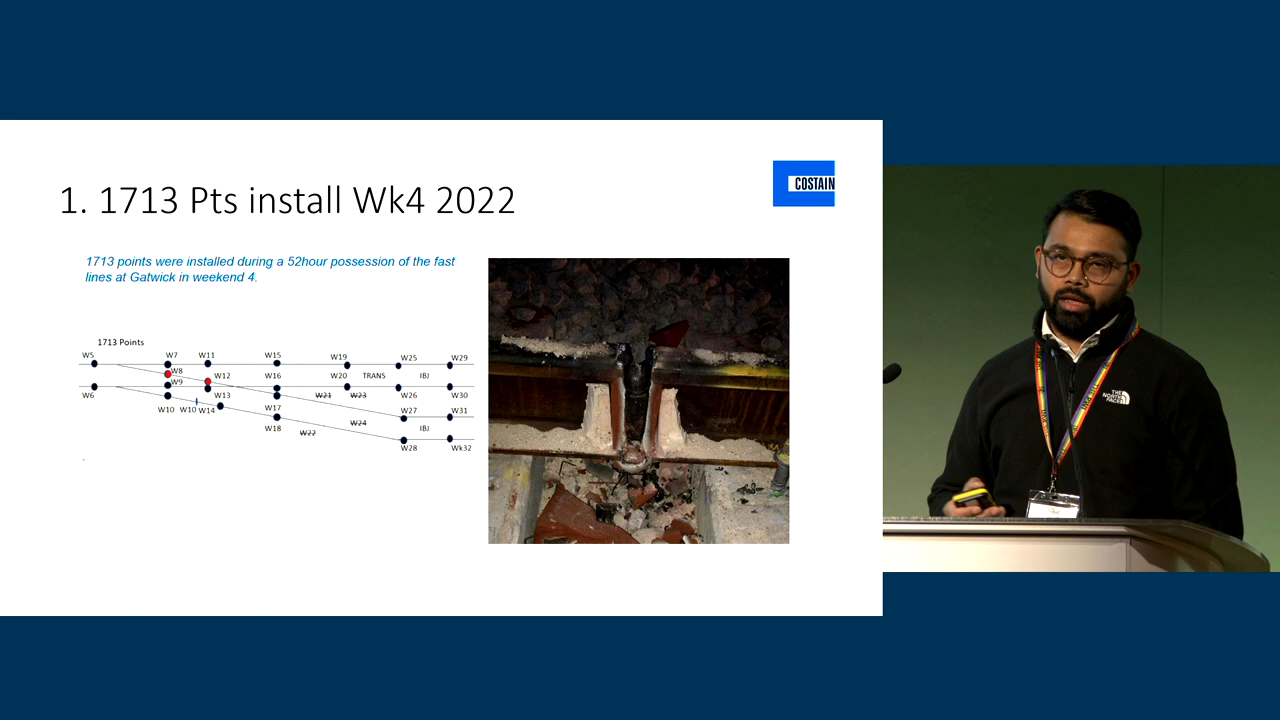 1. 1713 Pts install Wk4 2022
COSTAIN
1713 points were installed during a 52hour possession of the fast
lines at Gatwick in weekend 4.
1713 Points
W5 W7 W11 W15 W19 W25 W29
W8 W12 W16 W20 TRANS IBJ
W6 W9 W13 W21 W23 W26 W30
W10 W10 W14 W17 W27 W31
W18 W22 W24 IBJ
W28 Wk32
THE
NORTH
FACE